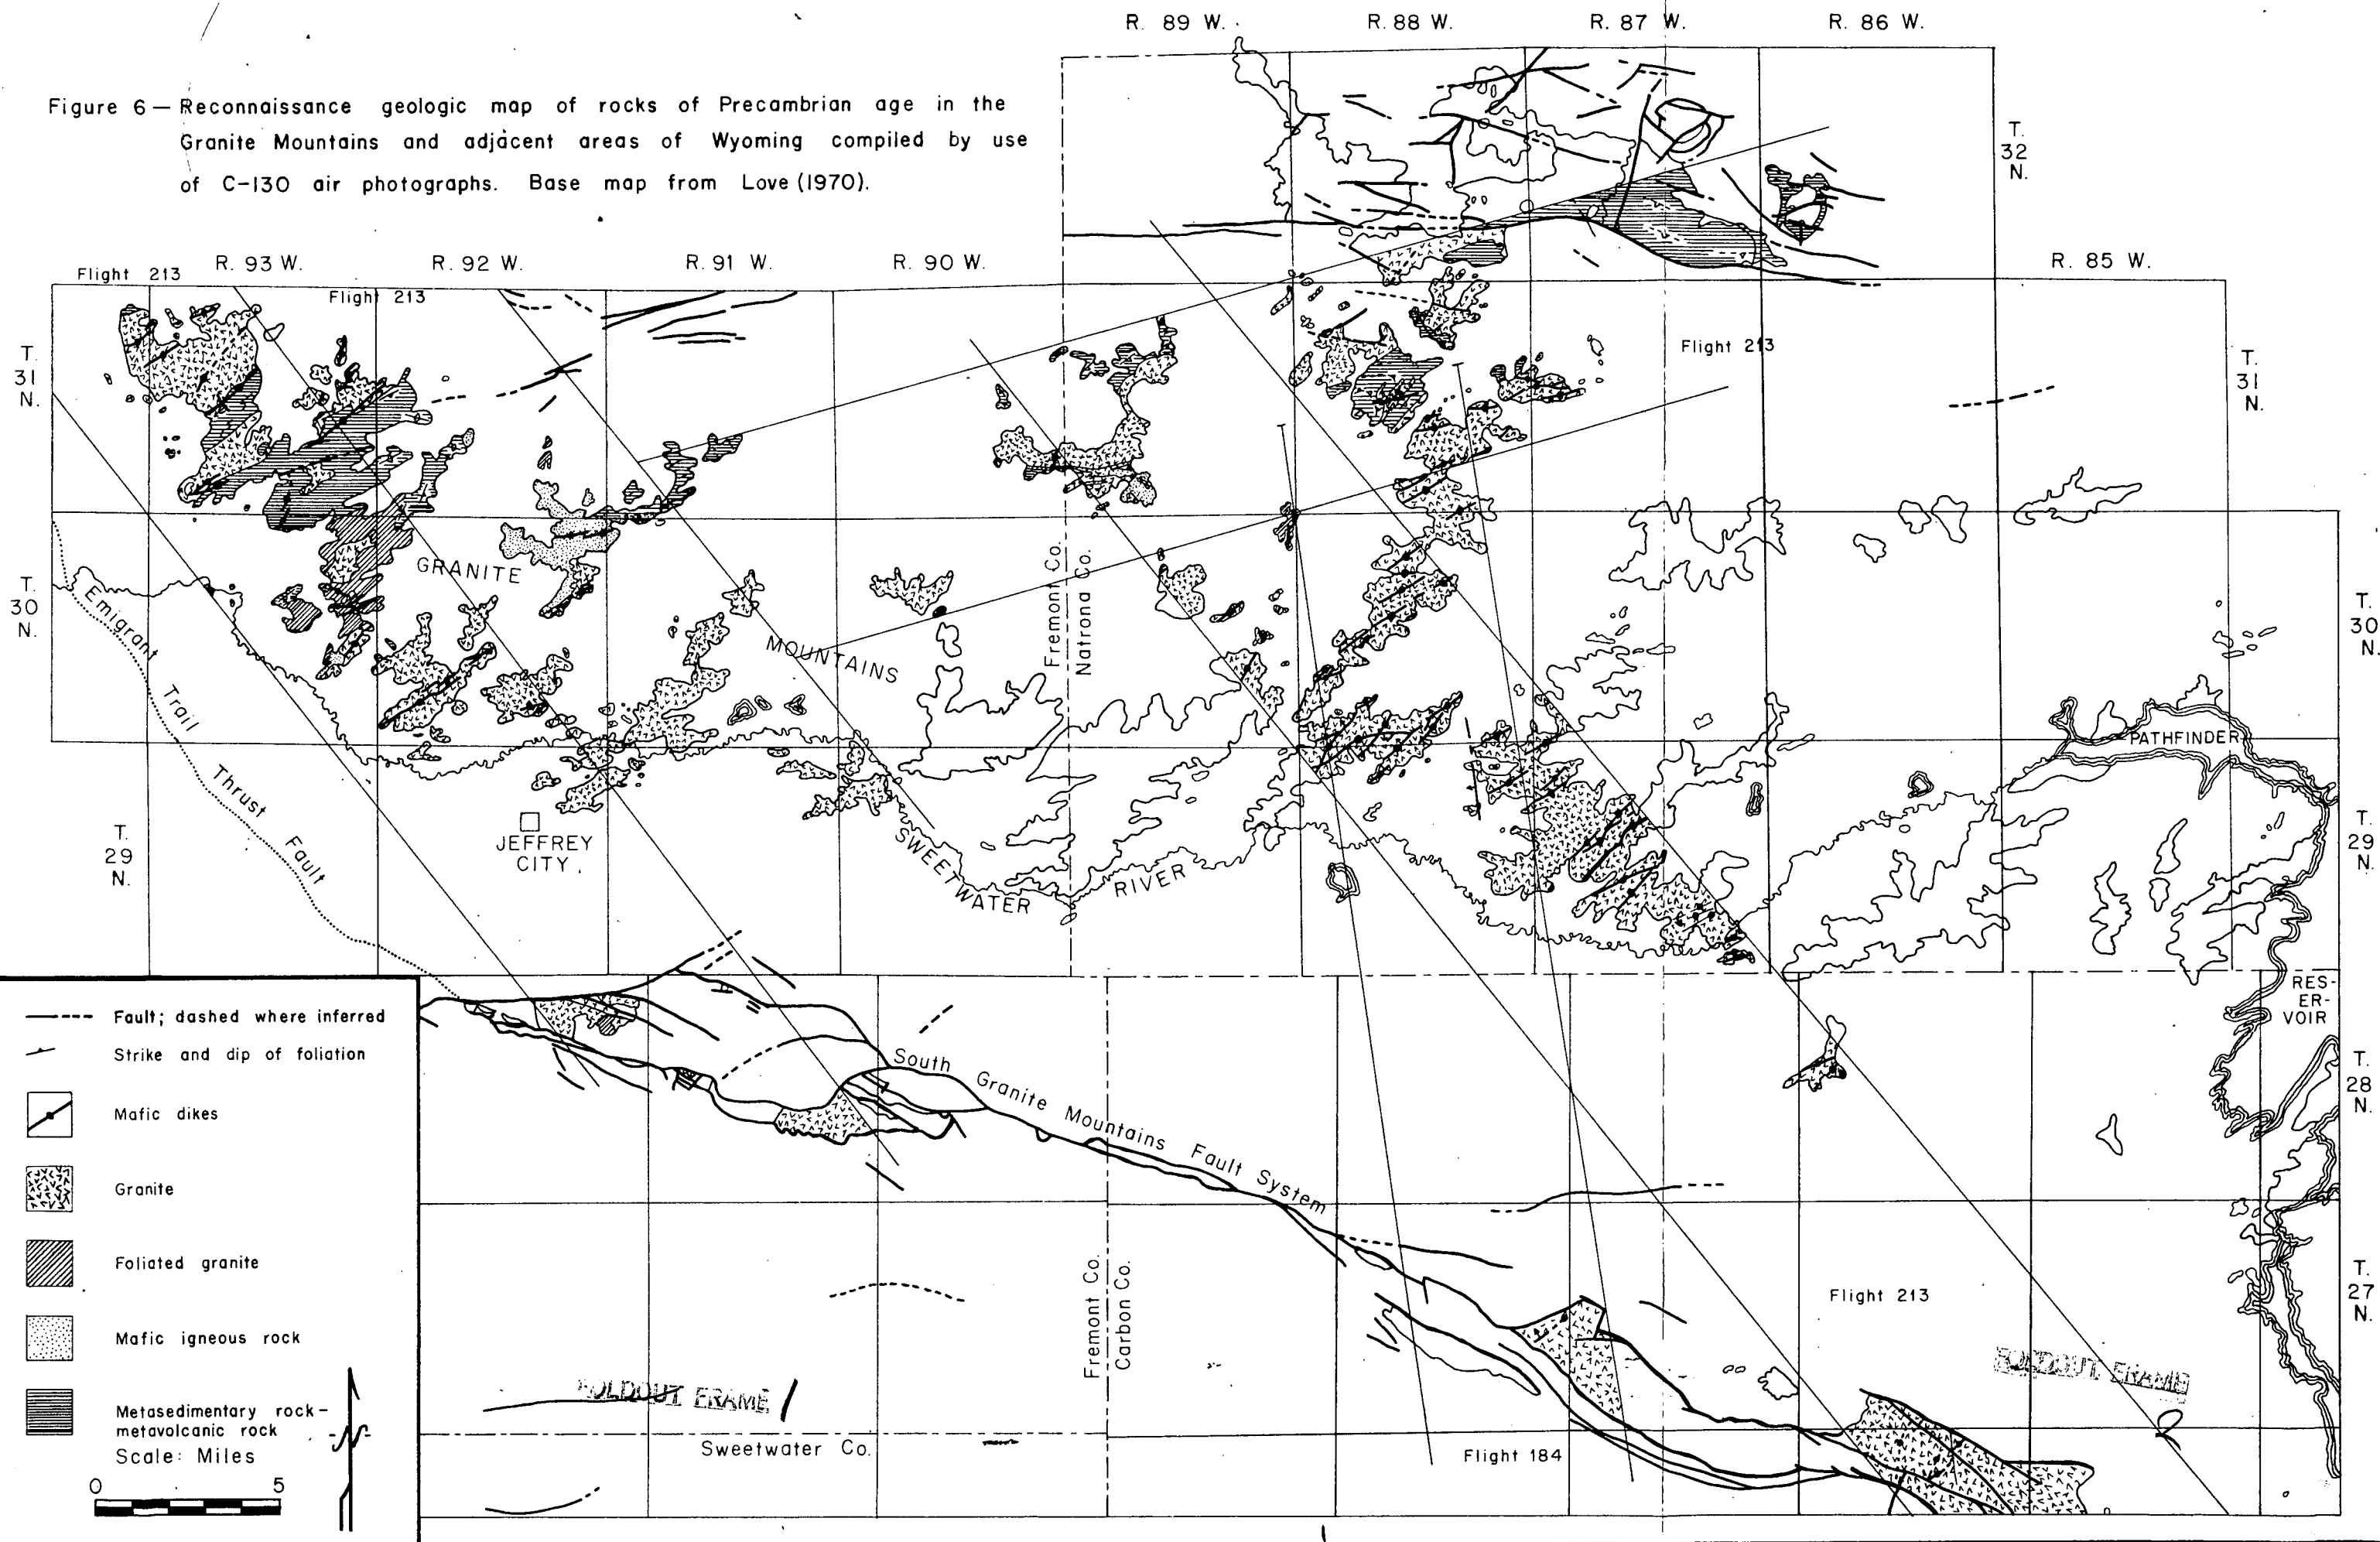 R. 89 W.
R. 88 W.
R. 87 W.
R. 86 W.
Figure 6 — Reconnaissance geologic map of rocks of Precambrian age in the
Granite Mountains and adjacent areas of Wyoming compiled by use
of C-130 air photographs. Base map from Love (1970).
T.
32
N.
Flight 213
R. 93 W.
Flight 213
R. 92 W.
R. 91 W.
R. 90 W.
R. 85 W.
T.
31
N.
Flight 213
T.
31
N.
GRANITE
MOUNTAINS
Fremont Co.
Natrona Co.
T.
30
N.
T.
30
N.
Emigrant Trail Thrust Fault
PATHFINDER
RES-
ER-
VOIR
JEFFREY
CITY
SWEETWATER RIVER
T.
29
N.
T.
29
N.
South Granite Mountains Fault System
T.
28
N.
T.
27
N.
Fremont Co.
Carbon Co.
Flight 213
FOLDOUT FRAME 1
FOLDOUT FRAME
2
Sweetwater Co.
Flight 184
Fault; dashed where inferred
Strike and dip of foliation
Mafic dikes
Granite
Foliated granite
Mafic igneous rock
Metasedimentary rock –
metavolcanic rock
Scale: Miles
0 5
N